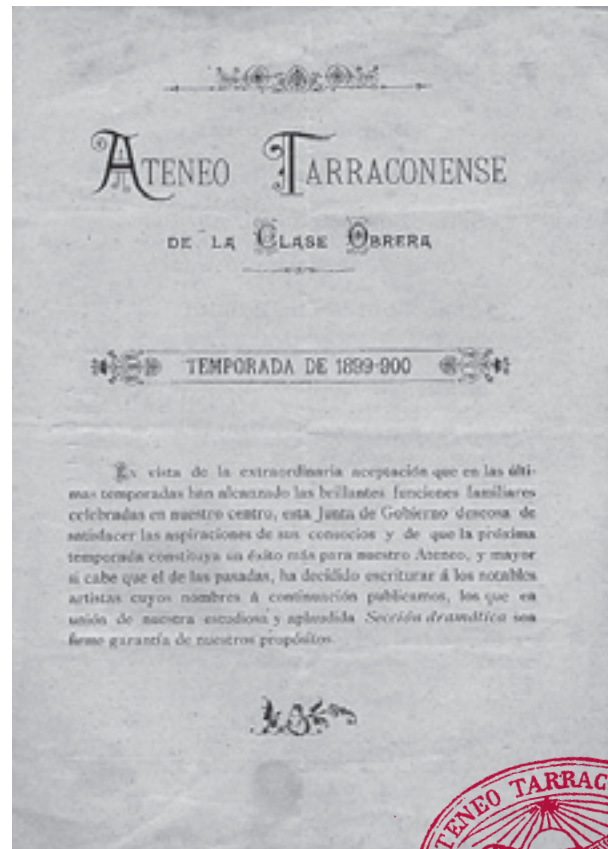 ATENEO TARRACONENSE
DE LA CLASE OBRERA
TEMPORADA DE 1899-900
En vista de la extraordinaria aceptación que en las últi-
mas temporadas han alcanzado las brillantes funciones familiares
celebradas en nuestro centro, esta Junta de Gobierno deseosa de
satisfacer las aspiraciones de sus consocios y de que la próxima
temporada constituya un éxito más para nuestro Ateneo, y mayor
si cabe que el de las pasadas, ha decidido escriturar á los notables
artistas cuyos nombres á continuación publicamos, los que en
unión de nuestra estudiosa y aplaudida Sección dramática son
firme garantía de nuestros propósitos.
ATENEO TARRAC